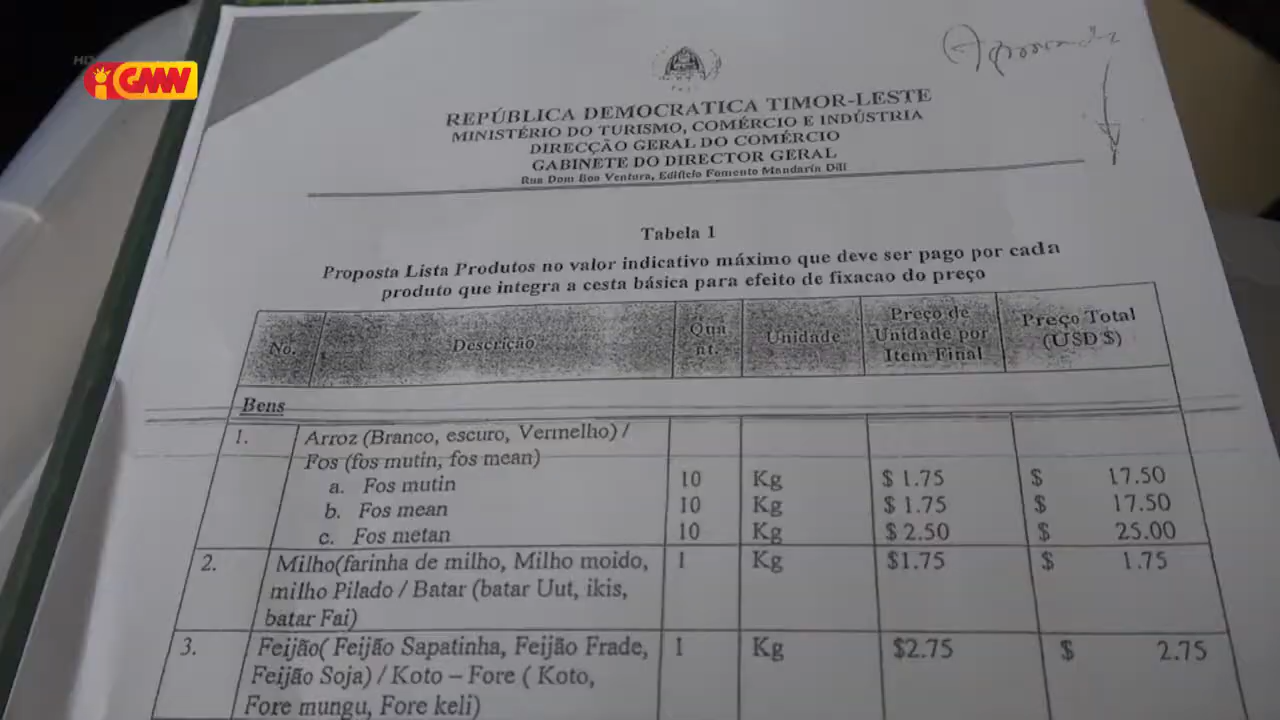 HD
GMN
Aprovado
REPÚBLICA DEMOCRATICA TIMOR-LESTE
MINISTÉRIO DO TURISMO, COMÉRCIO E INDÚSTRIA
DIRECÇÃO GERAL DO COMÉRCIO
GABINETE DO DIRECTOR GERAL
Rua Dom Boa Ventura, Edifício Fomento Mandarin Dili
Tabela 1
Proposta Lista Produtos no valor indicativo máximo que deve ser pago por cada
produto que integra a cesta básica para efeito de fixacao do preço
No. Descrição Qua nt. Unidade Preço de Unidade por Item Final Preço Total (USD $)
Bens
1. Arroz (Branco, escuro, Vermelho) /
Fos (fos mutin, fos mean)
a. Fos mutin 10 Kg $ 1.75 $ 17.50
b. Fos mean 10 Kg $ 1.75 $ 17.50
c. Fos metan 10 Kg $ 2.50 $ 25.00
2. Milho(farinha de milho, Milho moido, 1 Kg $1.75 $ 1.75
milho Pilado / Batar (batar Uut, ikis,
batar Fai)
3. Feijão( Feijão Sapatinha, Feijão Frade, 1 Kg $2.75 $ 2.75
Feijão Soja) / Koto – Fore ( Koto,
Fore mungu, Fore keli)